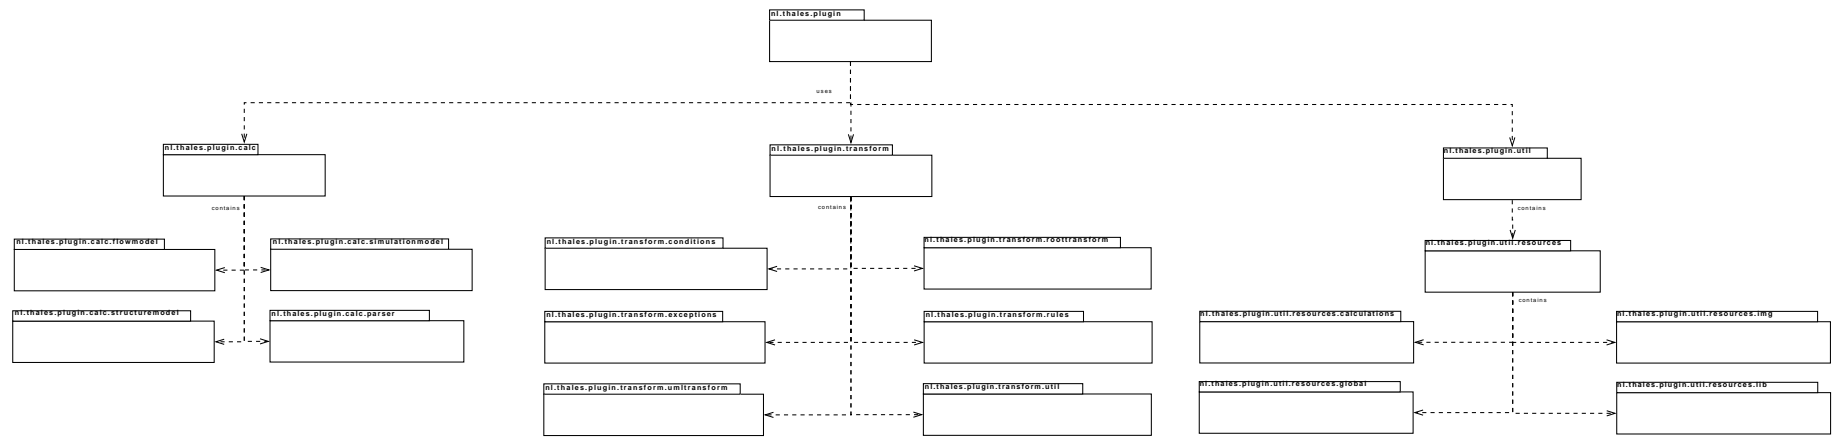 nl.thales.plugin
uses
nl.thales.plugin.calc
nl.thales.plugin.transform
nl.thales.plugin.util
contains
contains
contains
nl.thales.plugin.calc.flowmodel
nl.thales.plugin.calc.simulationmodel
nl.thales.plugin.transform.conditions
nl.thales.plugin.transform.roottransform
nl.thales.plugin.util.resources
contains
nl.thales.plugin.calc.structuremodel
nl.thales.plugin.calc.parser
nl.thales.plugin.transform.exceptions
nl.thales.plugin.transform.rules
nl.thales.plugin.util.resources.calculations
nl.thales.plugin.util.resources.img
nl.thales.plugin.transform.umltransform
nl.thales.plugin.transform.util
nl.thales.plugin.util.resources.global
nl.thales.plugin.util.resources.lib